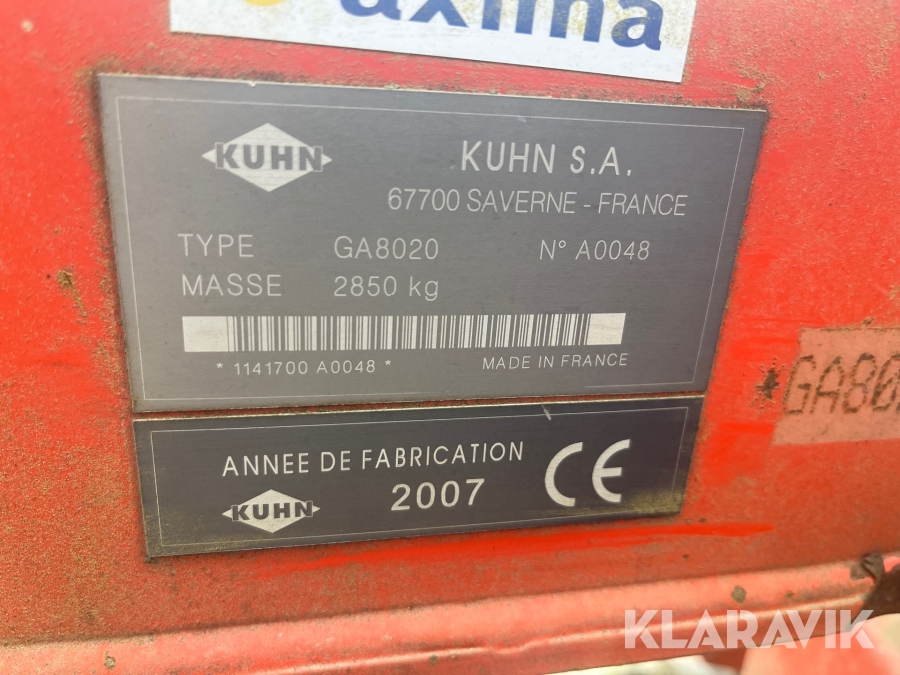 axima
KUHN
KUHN S.A.
67700 SAVERNE - FRANCE
TYPE GA8020 N° A0048
MASSE 2850 kg
* 1141700 A0048 * MADE IN FRANCE
ANNEE DE FABRICATION
2007
KUHN
CE
KLARAVIK